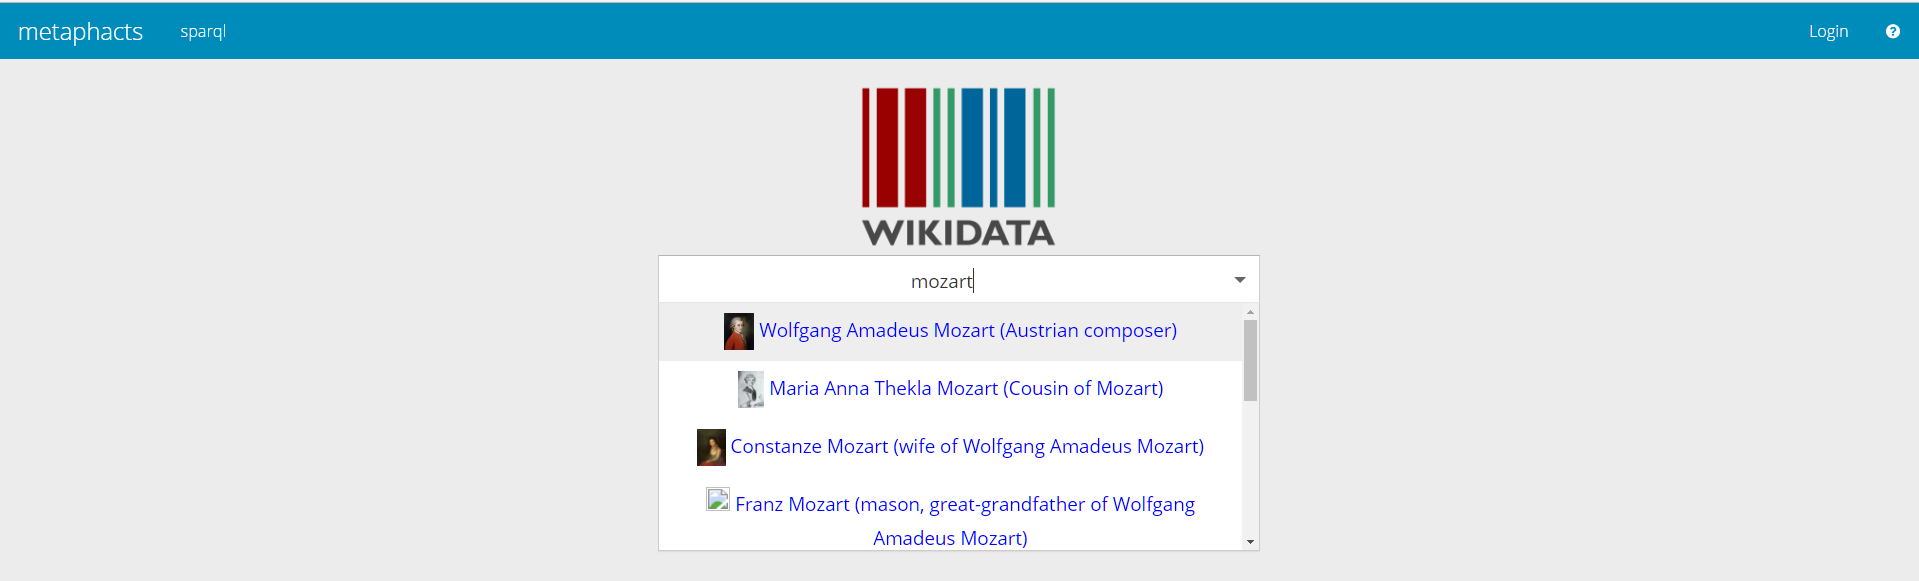 metaphacts sparql Login ?
WIKIDATA
mozart
Wolfgang Amadeus Mozart (Austrian composer)
Maria Anna Thekla Mozart (Cousin of Mozart)
Constanze Mozart (wife of Wolfgang Amadeus Mozart)
Franz Mozart (mason, great-grandfather of Wolfgang
Amadeus Mozart)